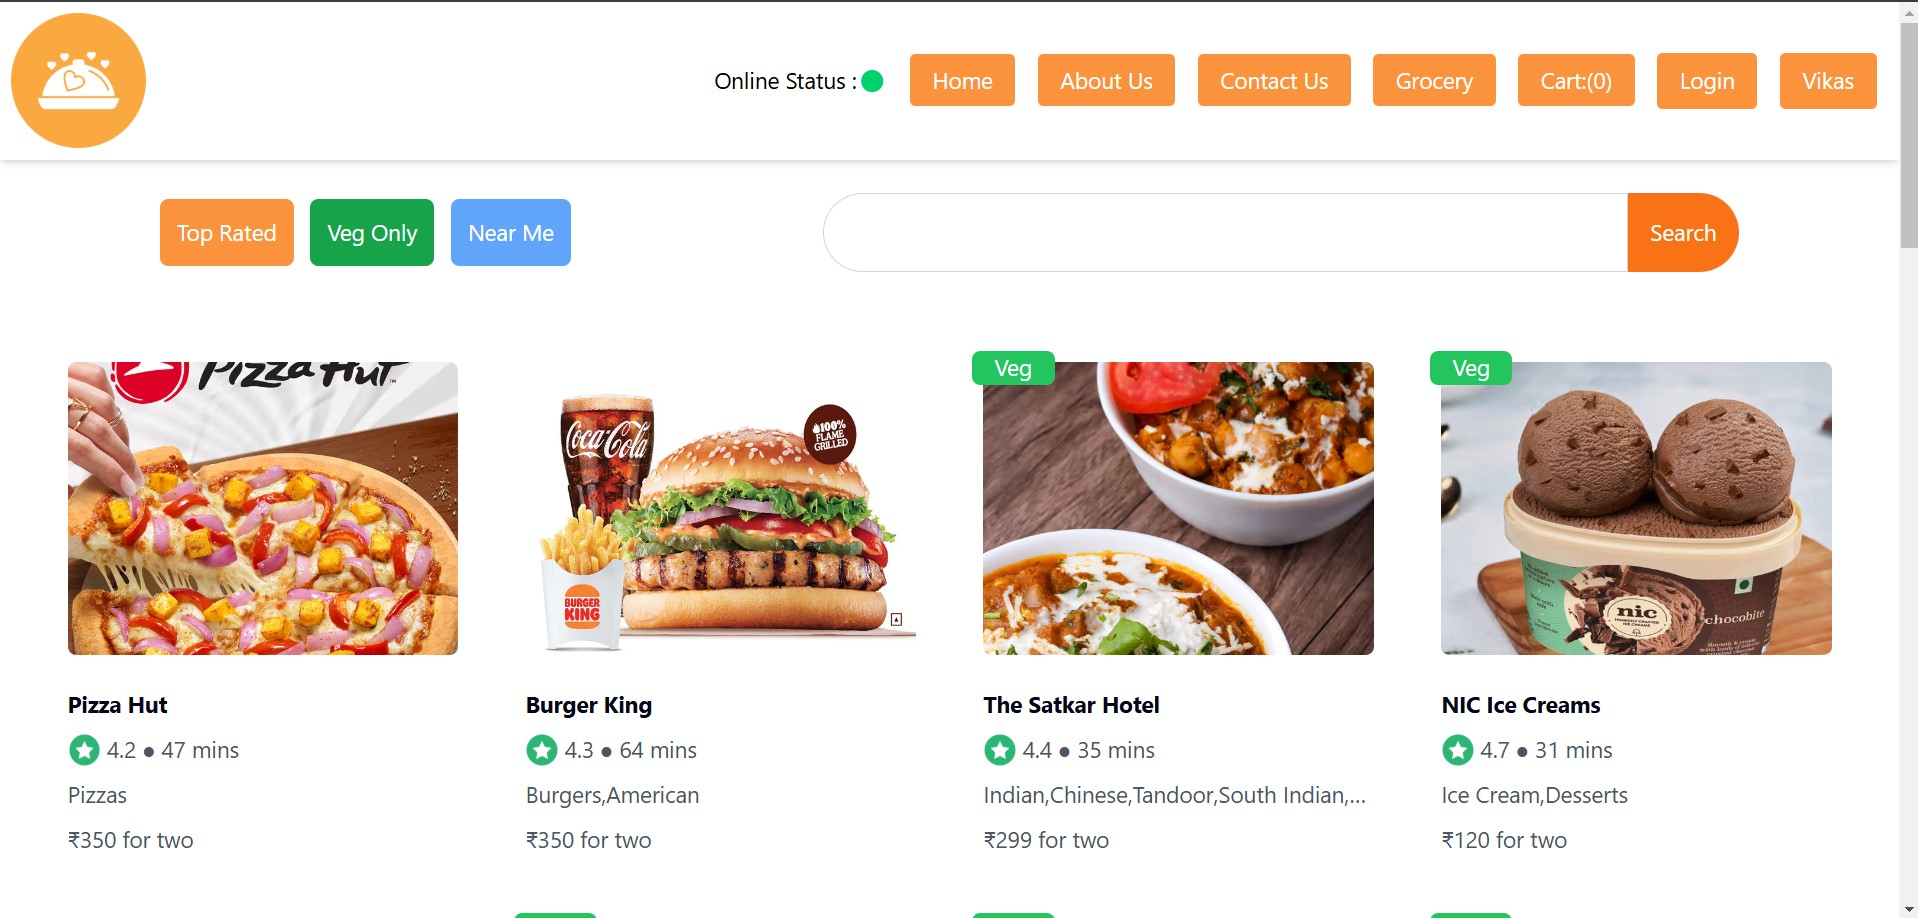 Online Status :
Home
About Us
Contact Us
Grocery
Cart:(0)
Login
Vikas
Top Rated
Veg Only
Near Me
Search
Pizza Hut
COCA-COLA
100%
FLAME
GRILLED
BURGER
KING
Veg
Veg
nic
chocobite
Pizza Hut
Burger King
The Satkar Hotel
NIC Ice Creams
4.2 ● 47 mins
4.3 ● 64 mins
4.4 ● 35 mins
4.7 ● 31 mins
Pizzas
Burgers,American
Indian,Chinese,Tandoor,South Indian,...
Ice Cream,Desserts
₹350 for two
₹350 for two
₹299 for two
₹120 for two